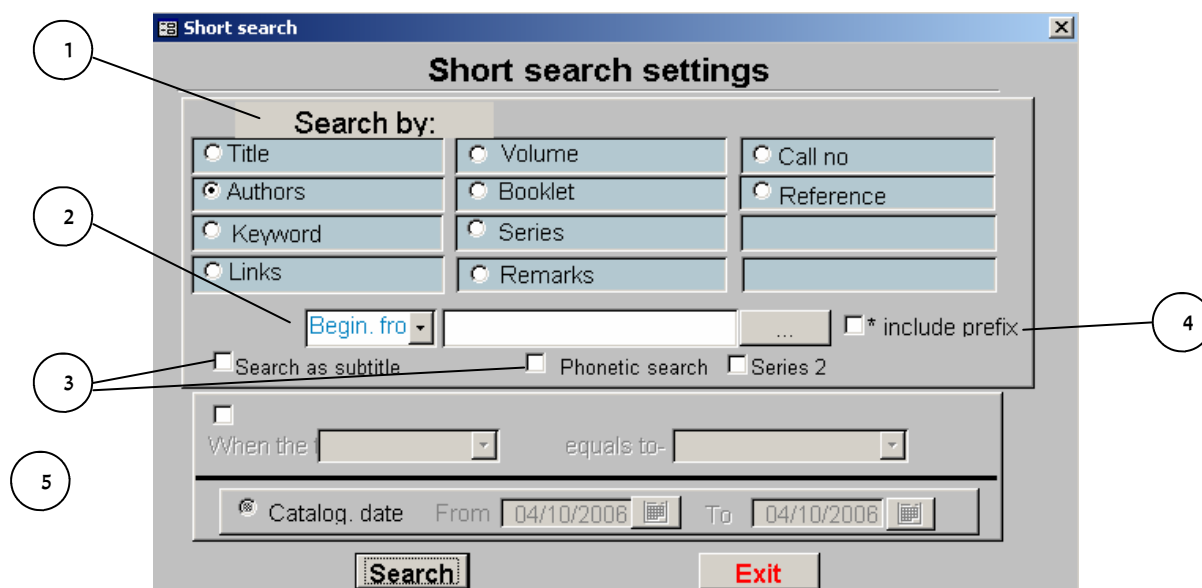 Short search
1
Short search settings
Search by:
Title Volume Call no
Authors Booklet Reference
2
Keyword Series
Links Remarks
Begin. fro ... * include prefix
4
Search as subtitle Phonetic search Series 2
3
When the equals to-
5
Catalog. date From 04/10/2006 To 04/10/2006
Search Exit